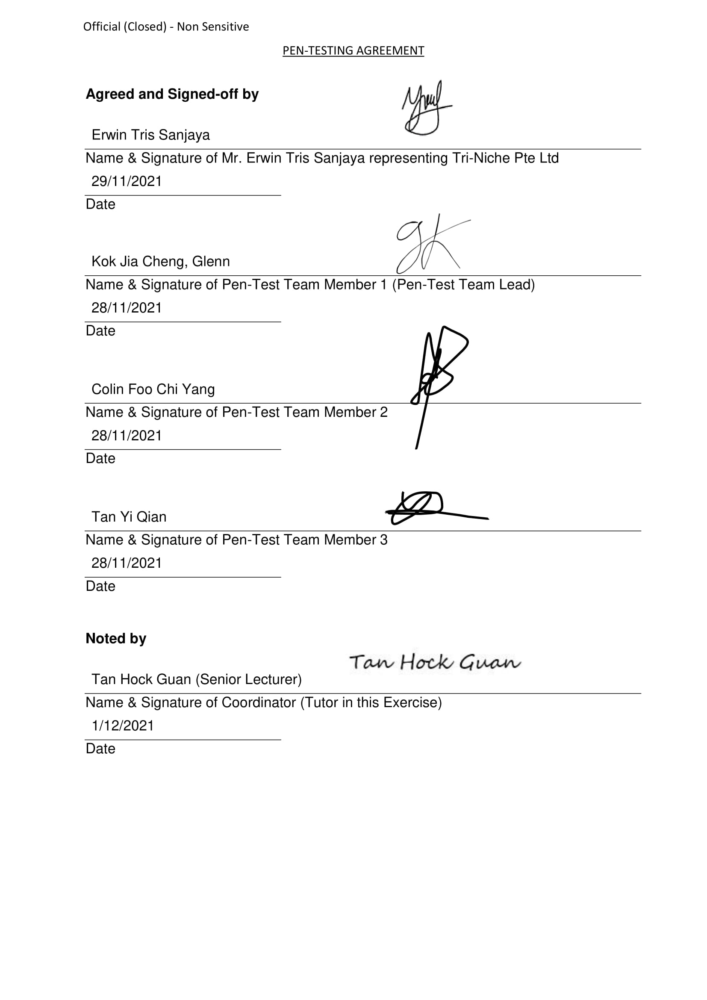 Official (Closed) - Non Sensitive
PEN-TESTING AGREEMENT
Agreed and Signed-off by
Erwin Tris Sanjaya
Name & Signature of Mr. Erwin Tris Sanjaya representing Tri-Niche Pte Ltd
29/11/2021
Date
Kok Jia Cheng, Glenn
Name & Signature of Pen-Test Team Member 1 (Pen-Test Team Lead)
28/11/2021
Date
Colin Foo Chi Yang
Name & Signature of Pen-Test Team Member 2
28/11/2021
Date
Tan Yi Qian
Name & Signature of Pen-Test Team Member 3
28/11/2021
Date
Noted by
Tan Hock Guan
Tan Hock Guan (Senior Lecturer)
Name & Signature of Coordinator (Tutor in this Exercise)
1/12/2021
Date